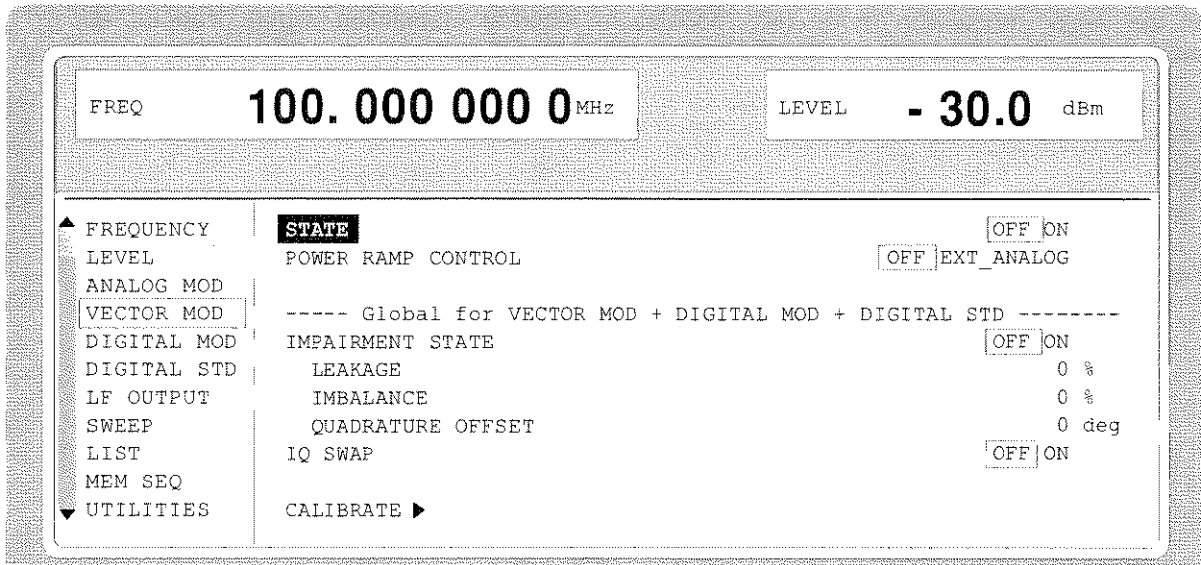 FREQ 100. 000 000 0 MHz LEVEL - 30.0 dBm
FREQUENCY STATE OFF ON
LEVEL POWER RAMP CONTROL OFF EXT_ANALOG
ANALOG MOD
VECTOR MOD ----- Global for VECTOR MOD + DIGITAL MOD + DIGITAL STD --------
DIGITAL MOD IMPAIRMENT STATE OFF ON
DIGITAL STD LEAKAGE 0 %
LF OUTPUT IMBALANCE 0 %
SWEEP QUADRATURE OFFSET 0 deg
LIST IQ SWAP OFF ON
MEM SEQ
UTILITIES CALIBRATE ▶